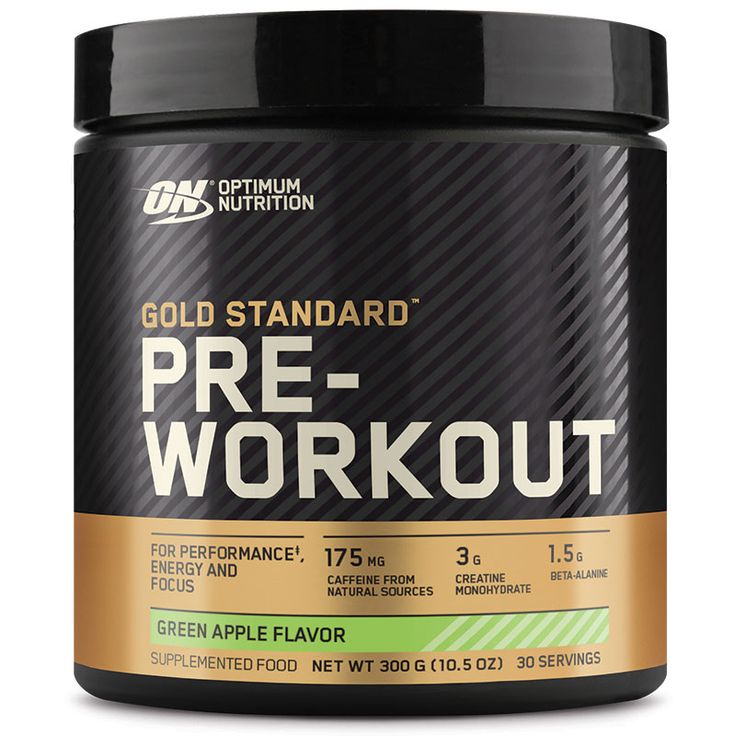 ON® OPTIMUM
NUTRITION
GOLD STANDARD™
PRE-
WORKOUT
FOR PERFORMANCE‡,
ENERGY AND
FOCUS
175 MG
CAFFEINE FROM
NATURAL SOURCES
3 G
CREATINE
MONOHYDRATE
1.5 G
BETA-ALANINE
GREEN APPLE FLAVOR
SUPPLEMENTED FOOD NET WT 300 G (10.5 OZ) 30 SERVINGS